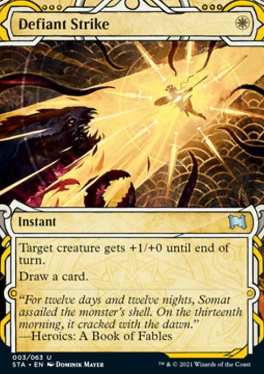 Defiant Strike
Instant
Target creature gets +1/+0 until end of
turn.
Draw a card.
“For twelve days and twelve nights, Somat
assailed the monster’s shell. On the thirteenth
morning, it cracked with the dawn.”
—Heroics: A Book of Fables
003/063 U
STA • EN Dominik Mayer
™ & © 2021 Wizards of the Coast